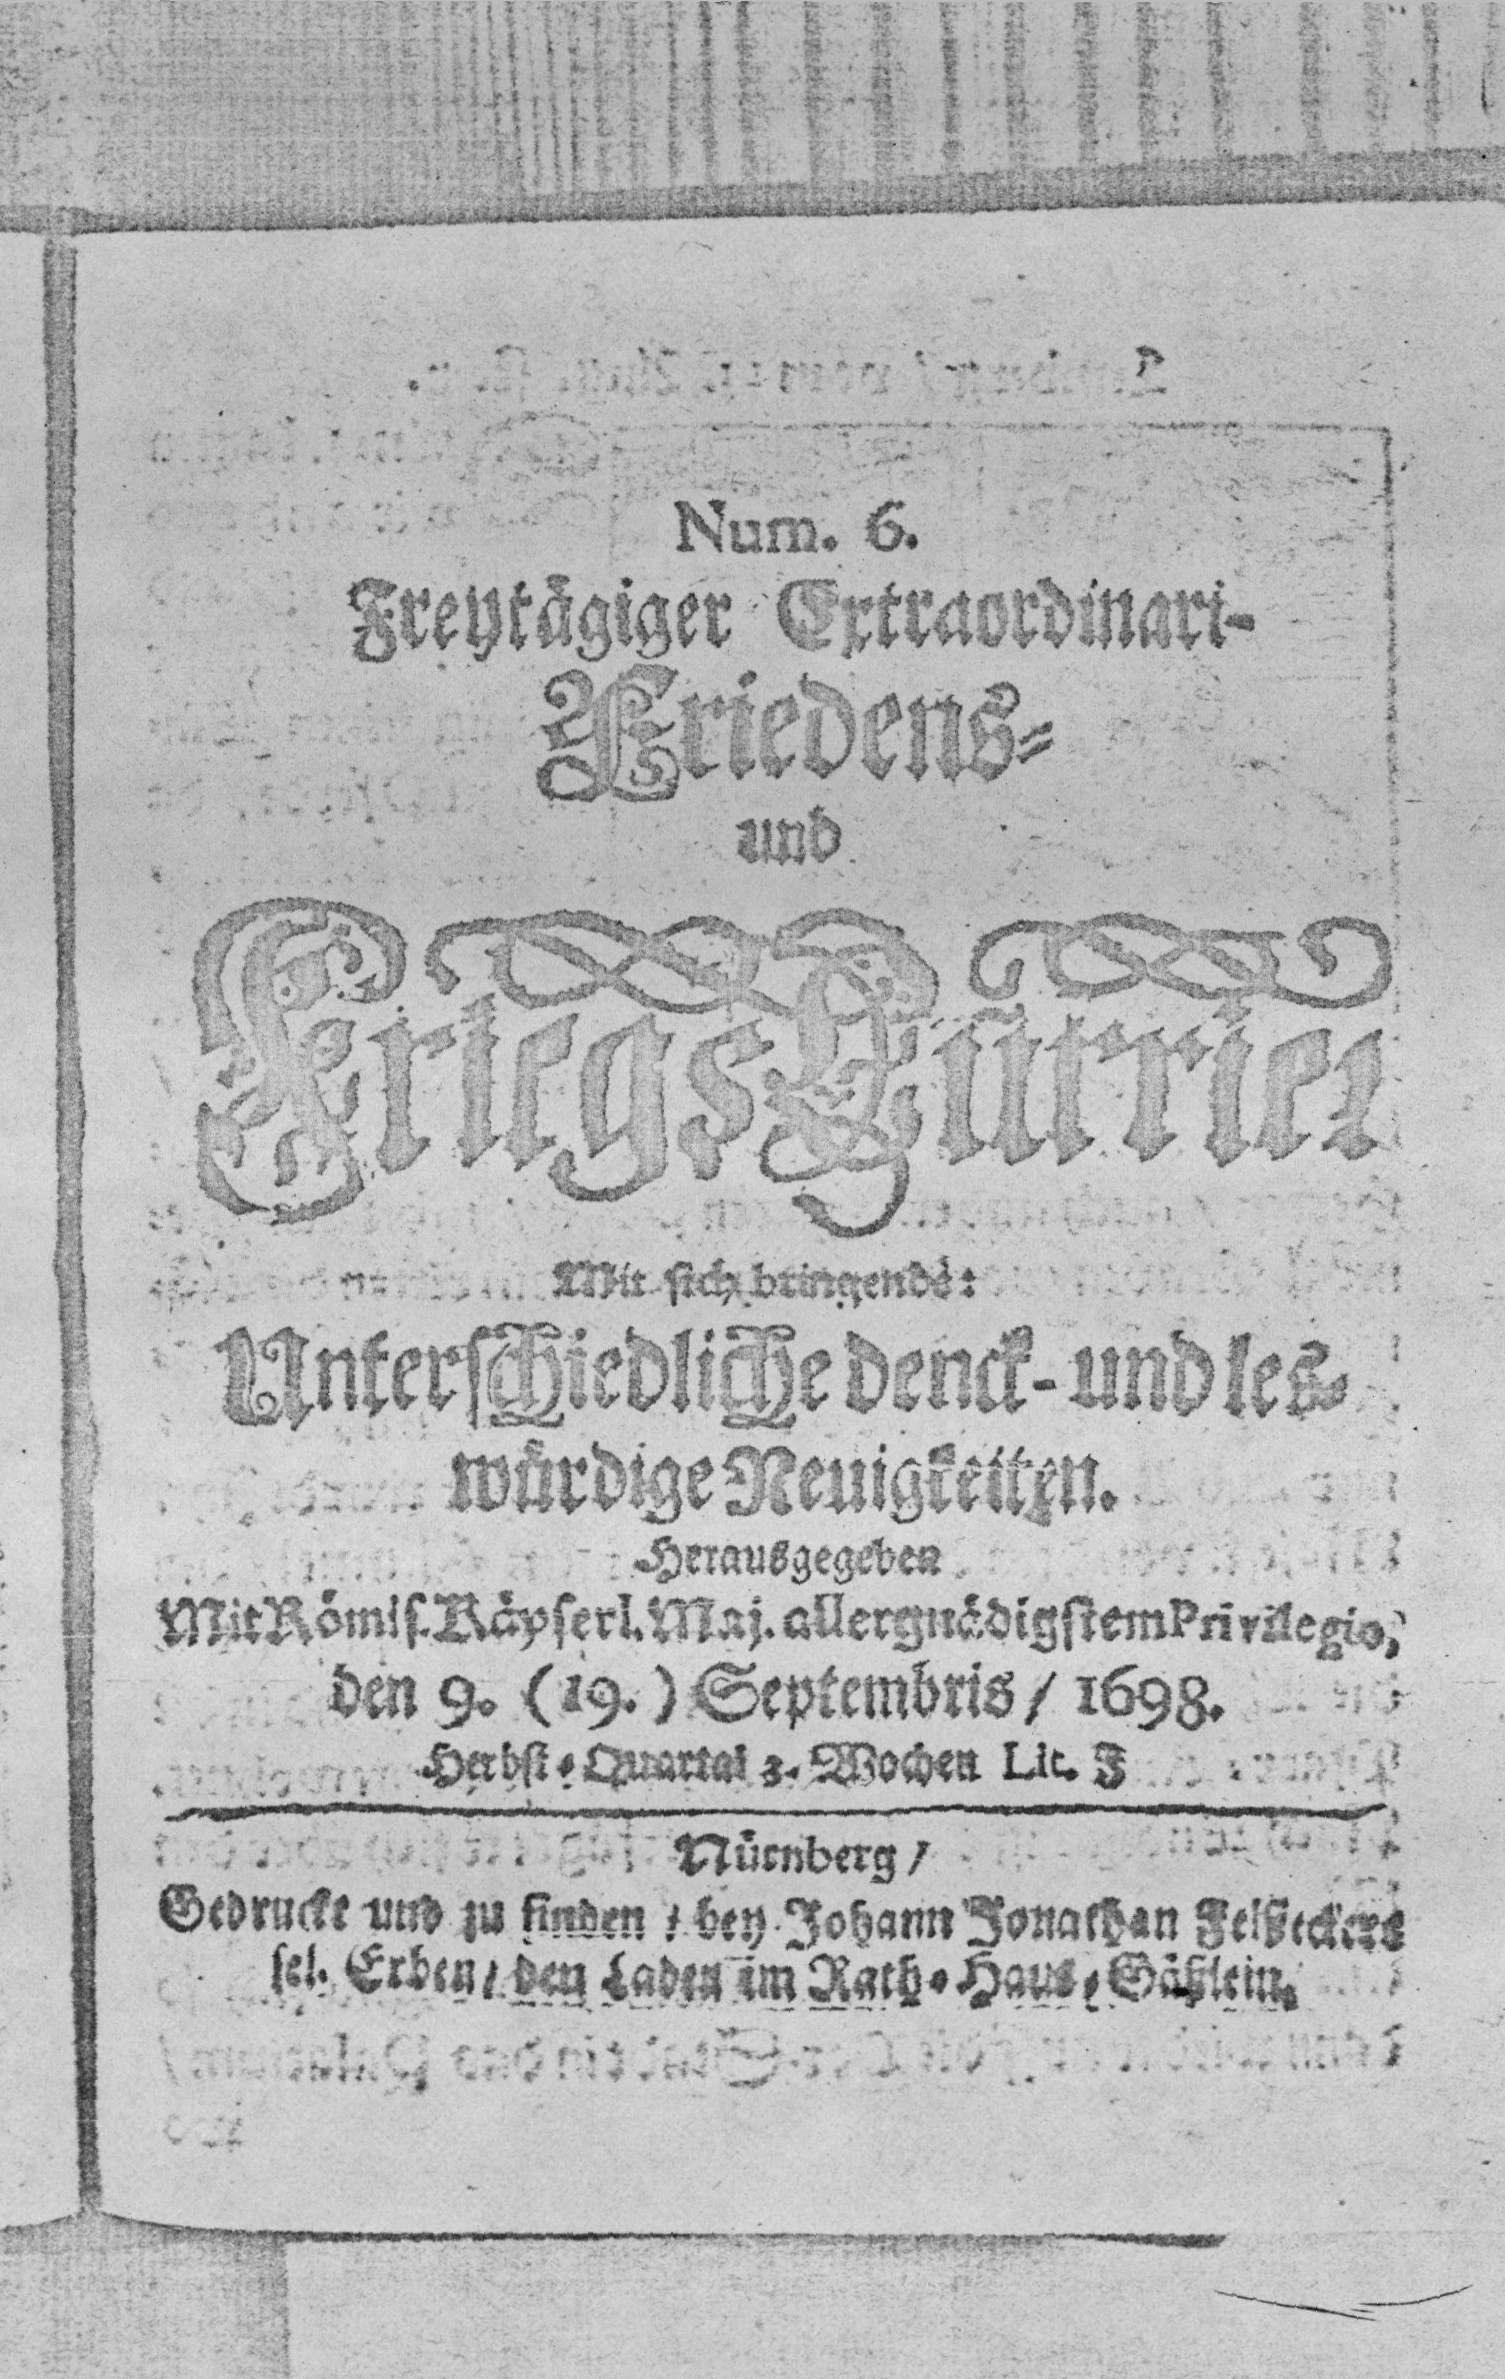 Num. 6.
Freytägiger Extraordinari-
Friedens-
und
Kriegs Curier
Mit sich bringende:
Unterschiedliche denck- und les-
würdige Neuigkeiten.
Herausgegeben
Mit Römis. Käyserl. Maj. allergnädigstem Privilegio,
den 9. (19.) Septembris / 1698.
Herbst-Quartal 3. Wochen Lit. F
Nürnberg /
Gedruckt und zu finden / bey Johann Jonathan Felßeckers
sel. Erben / den Laden im Rath-Haus-Gäßlein.